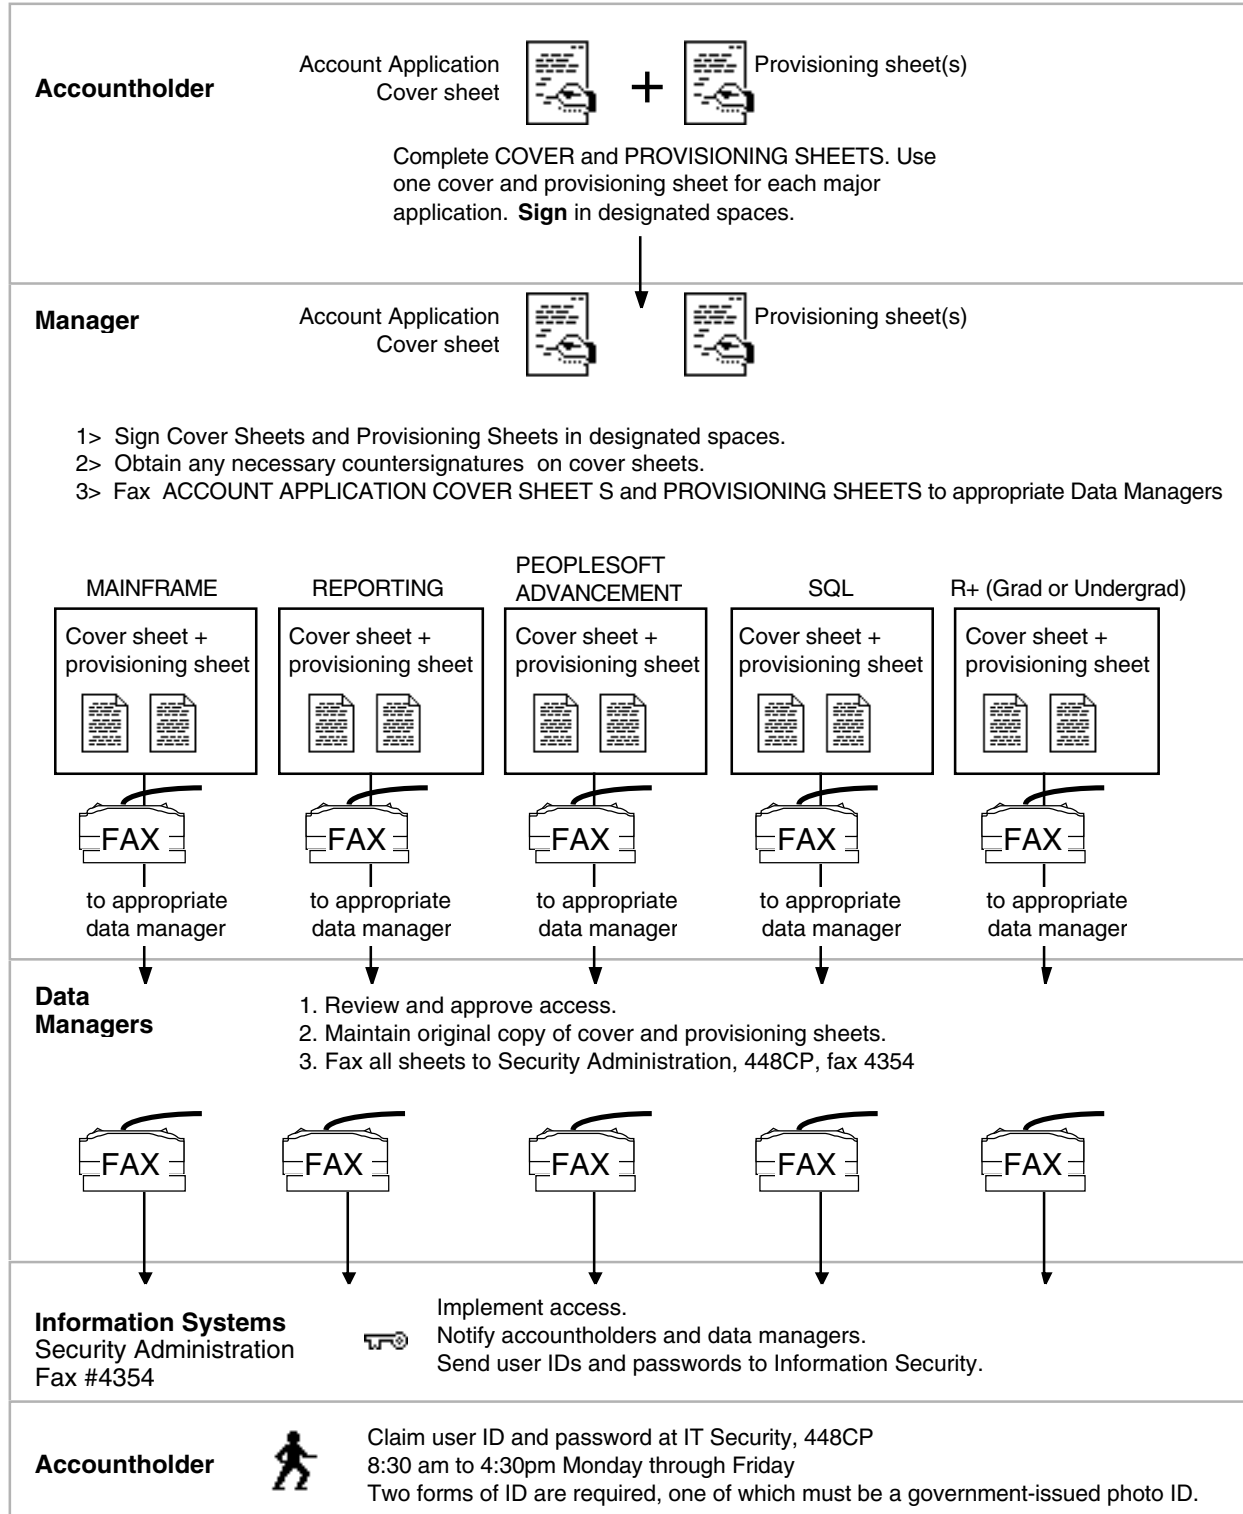 Accountholder
Account Application
Cover sheet
+
Provisioning sheet(s)
Complete COVER and PROVISIONING SHEETS. Use
one cover and provisioning sheet for each major
application. Sign in designated spaces.
Manager
Account Application
Cover sheet
Provisioning sheet(s)
1> Sign Cover Sheets and Provisioning Sheets in designated spaces.
2> Obtain any necessary countersignatures on cover sheets.
3> Fax ACCOUNT APPLICATION COVER SHEET S and PROVISIONING SHEETS to appropriate Data Managers
MAINFRAME
Cover sheet +
provisioning sheet
FAX
to appropriate
data manager
REPORTING
Cover sheet +
provisioning sheet
FAX
to appropriate
data manager
PEOPLESOFT
ADVANCEMENT
Cover sheet +
provisioning sheet
FAX
to appropriate
data manager
SQL
Cover sheet +
provisioning sheet
FAX
to appropriate
data manager
R+ (Grad or Undergrad)
Cover sheet +
provisioning sheet
FAX
to appropriate
data manager
Data
Managers
1. Review and approve access.
2. Maintain original copy of cover and provisioning sheets.
3. Fax all sheets to Security Administration, 448CP, fax 4354
FAX
FAX
FAX
FAX
FAX
Information Systems
Security Administration
Fax #4354
Implement access.
Notify accountholders and data managers.
Send user IDs and passwords to Information Security.
Accountholder
Claim user ID and password at IT Security, 448CP
8:30 am to 4:30pm Monday through Friday
Two forms of ID are required, one of which must be a government-issued photo ID.